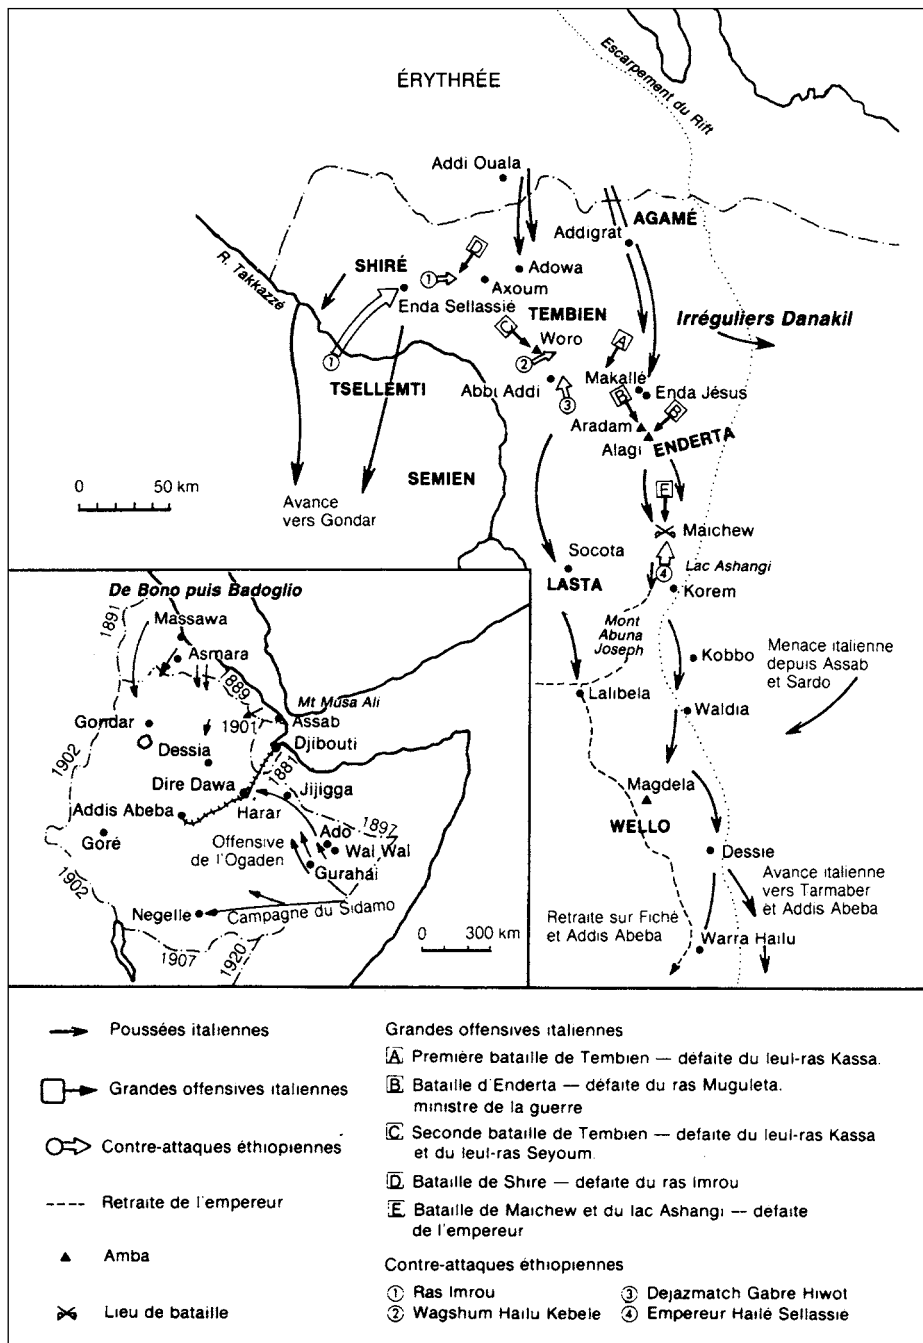 ÉRYTHRÉE
Escarpement du Rift
Addi Ouala
AGAMÉ
Addigrat
R. Takkazzé
SHIRÉ
D
Adowa
1
Axoum
Enda Sellassié
TEMBIEN
Irréguliers Danakil
C
Woro
A
2
1
TSELLEMTI
Abbi Addi
3
Makallé
Enda Jésus
B
B
Aradam
Alagi
ENDERTA
SEMIEN
0 50 km
Avance
vers Gondar
E
Maichew
Socota
4
Lac Ashangi
LASTA
Korem
Mont
Abuna
Joseph
Kobbo
Menace italienne
depuis Assab
et Sardo
Lalibela
Waldia
Magdela
WELLO
Dessie
Avance italienne
vers Tarmaber
et Addis Abeba
Retraite sur Fiché
et Addis Abeba
Warra Hailu
De Bono puis Badoglio
1891
Massawa
Asmara
1889
Mt Musa Ali
1901
Assab
Gondar
Djibouti
Dessia
1902
1881
Dire Dawa
Jijigga
Addis Abeba
Harar
1897
Ado
Goré
Offensive
de l'Ogaden
Wal Wal
Gurahái
1902
Negelle
Campagne du Sidamo
0 300 km
1907
1920
Poussées italiennes
Grandes offensives italiennes
Contre-attaques éthiopiennes
Retraite de l'empereur
Amba
Lieu de bataille
Grandes offensives italiennes
A Première bataille de Tembien — défaite du leul-ras Kassa.
B Bataille d'Enderta — défaite du ras Muguleta.
ministre de la guerre
C Seconde bataille de Tembien — defaite du leul-ras Kassa
et du leul-ras Seyoum.
D Bataille de Shire — defaite du ras Imrou
E Bataille de Maichew et du lac Ashangi — defaite
de l'empereur
Contre-attaques éthiopiennes
1 Ras Imrou
2 Wagshum Hailu Kebele
3 Dejazmatch Gabre Hiwot
4 Empereur Hailé Sellassie